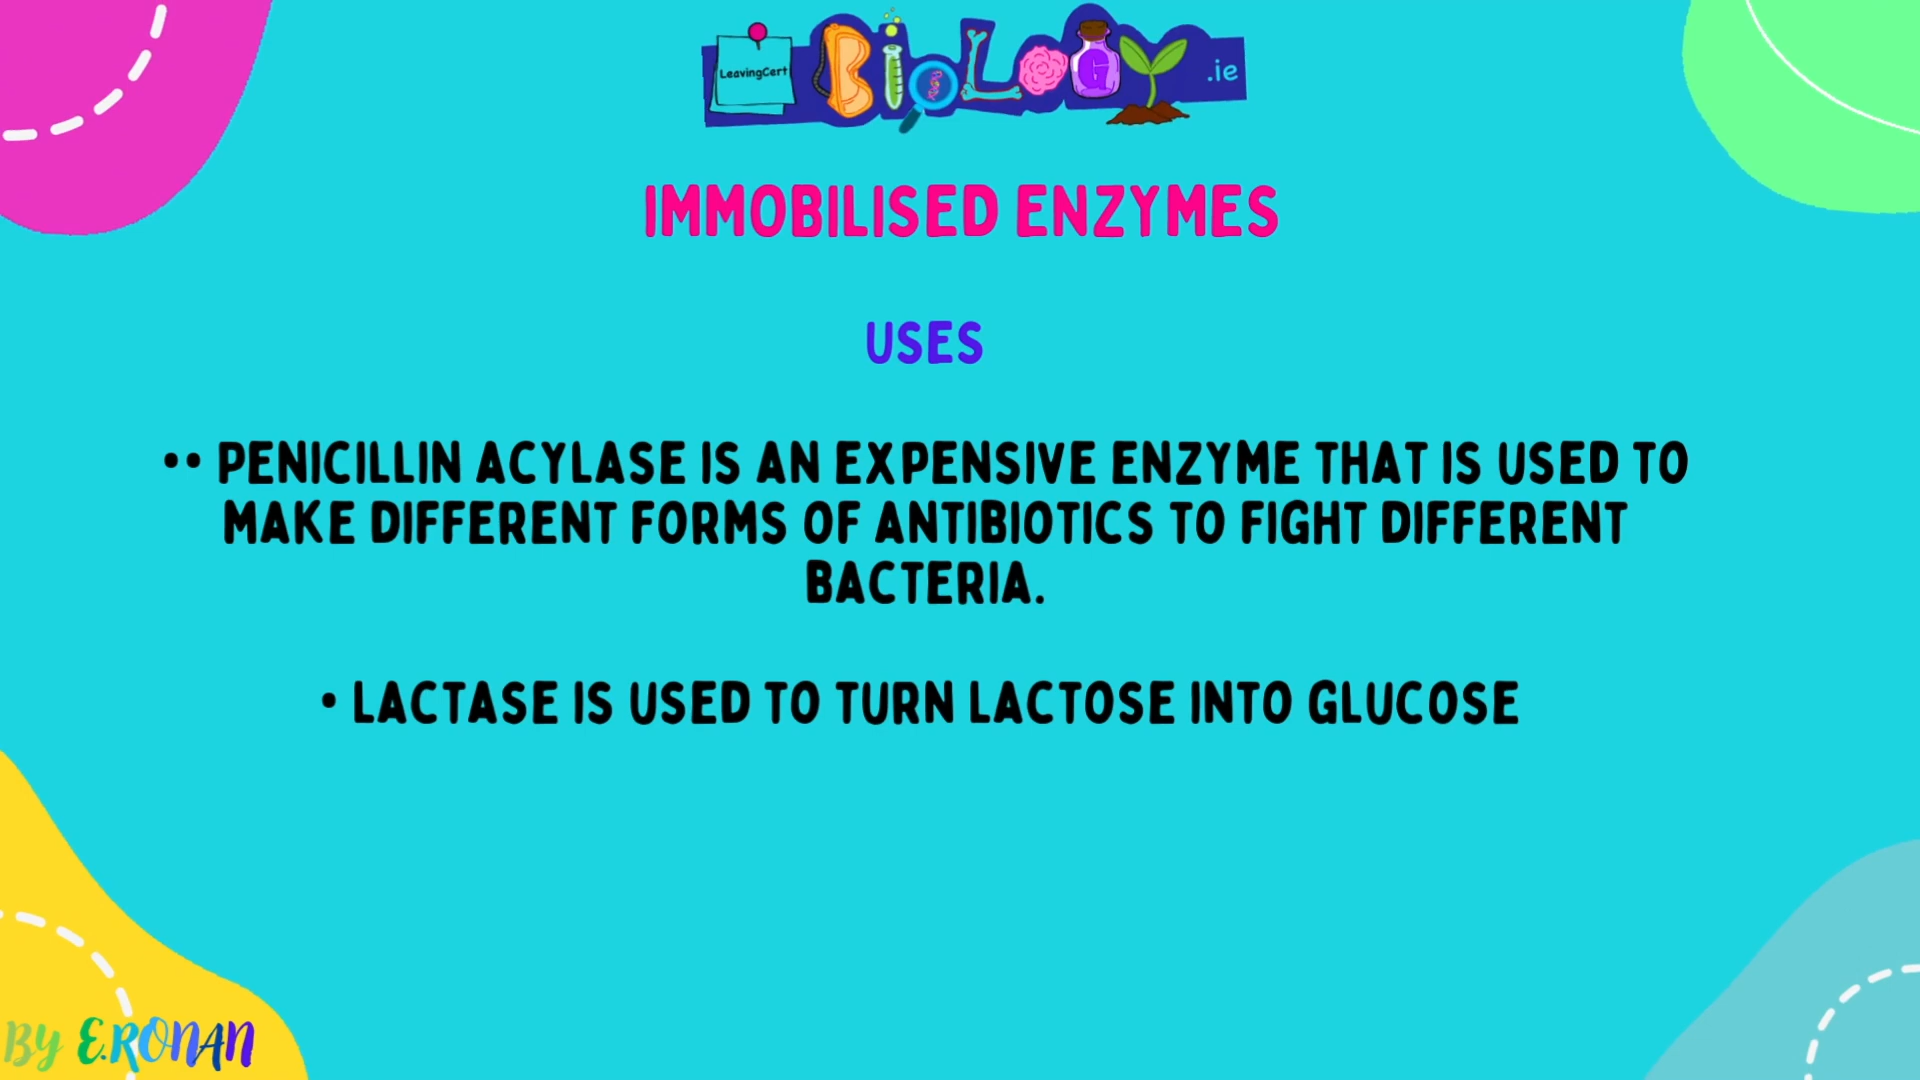 LeavingCert BiOLOGY .ie
IMMOBILISED ENZYMES
USES
•• PENICILLIN ACYLASE IS AN EXPENSIVE ENZYME THAT IS USED TO
MAKE DIFFERENT FORMS OF ANTIBIOTICS TO FIGHT DIFFERENT
BACTERIA.
• LACTASE IS USED TO TURN LACTOSE INTO GLUCOSE
By E.RONAN